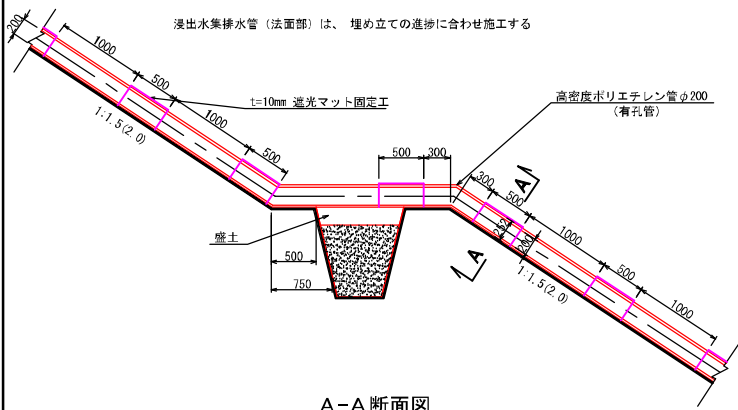 浸出水集排水管（法面部）は、 埋め立ての進捗に合わせ施工する
200
1000
500
t=10mm 遮光マット固定工
1:1.5(2.0)
1000
500
高密度ポリエチレン管φ200
（有孔管）
500
300
300
500
A
盛土
500
750
232
200
A
1000
1:1.5(2.0)
500
1000
A-A断面図